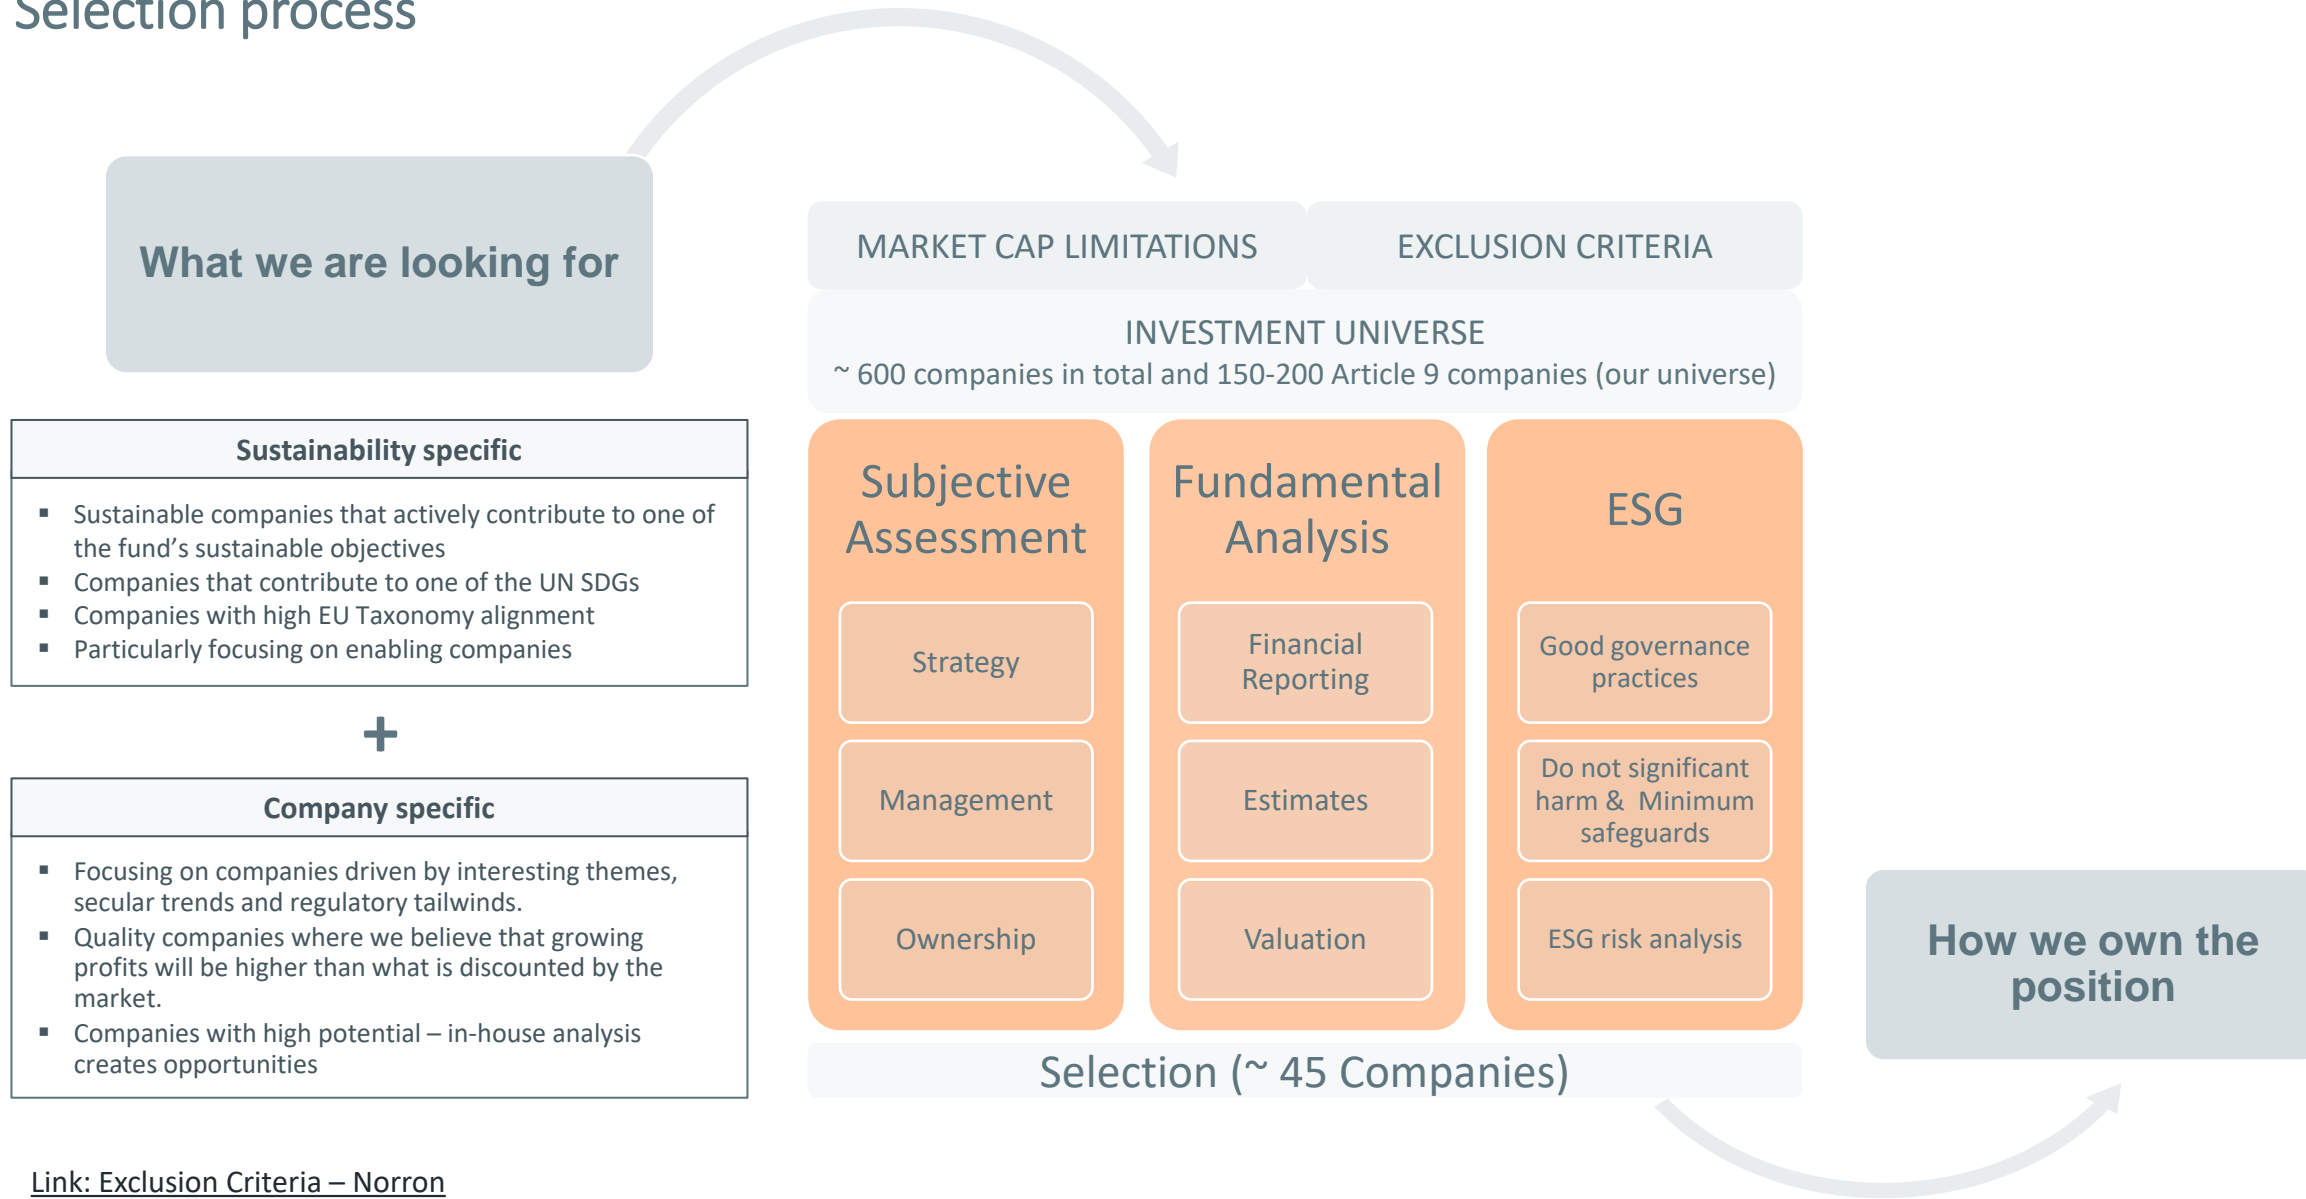 Selection process
What we are looking for
Sustainability specific
▪ Sustainable companies that actively contribute to one of
the fund's sustainable objectives
▪ Companies that contribute to one of the UN SDGs
▪ Companies with high EU Taxonomy alignment
▪ Particularly focusing on enabling companies
+
Company specific
▪ Focusing on companies driven by interesting themes,
secular trends and regulatory tailwinds.
▪ Quality companies where we believe that growing
profits will be higher than what is discounted by the
market.
▪ Companies with high potential – in-house analysis
creates opportunities
MARKET CAP LIMITATIONS
EXCLUSION CRITERIA
INVESTMENT UNIVERSE
~ 600 companies in total and 150-200 Article 9 companies (our universe)
Subjective
Assessment
Strategy
Management
Ownership
Fundamental
Analysis
Financial
Reporting
Estimates
Valuation
ESG
Good governance
practices
Do not significant
harm & Minimum
safeguards
ESG risk analysis
Selection (~ 45 Companies)
How we own the
position
Link: Exclusion Criteria – Norron